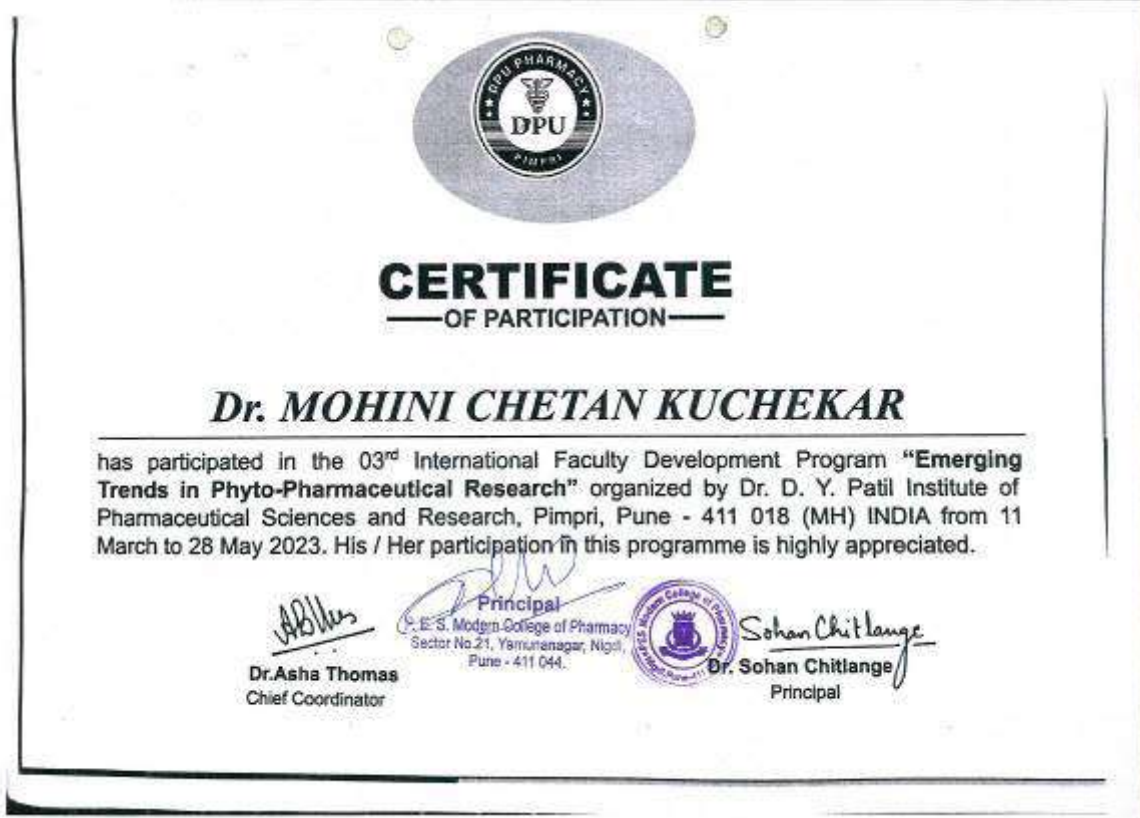 DPU PHARMACY
DPU
PIMPRI
CERTIFICATE
OF PARTICIPATION
Dr. MOHINI CHETAN KUCHEKAR
has participated in the 03rd International Faculty Development Program “Emerging
Trends in Phyto-Pharmaceutical Research” organized by Dr. D. Y. Patil Institute of
Pharmaceutical Sciences and Research, Pimpri, Pune - 411 018 (MH) INDIA from 11
March to 28 May 2023. His / Her participation in this programme is highly appreciated.
Principal
P. E. S. Modern College of Pharmacy
Sector No.21, Yamunanagar, Nigdi,
Pune - 411 044.
Modern College of
Sohan Chitlange
Dr.Asha Thomas
Chief Coordinator
Dr. Sohan Chitlange
Principal